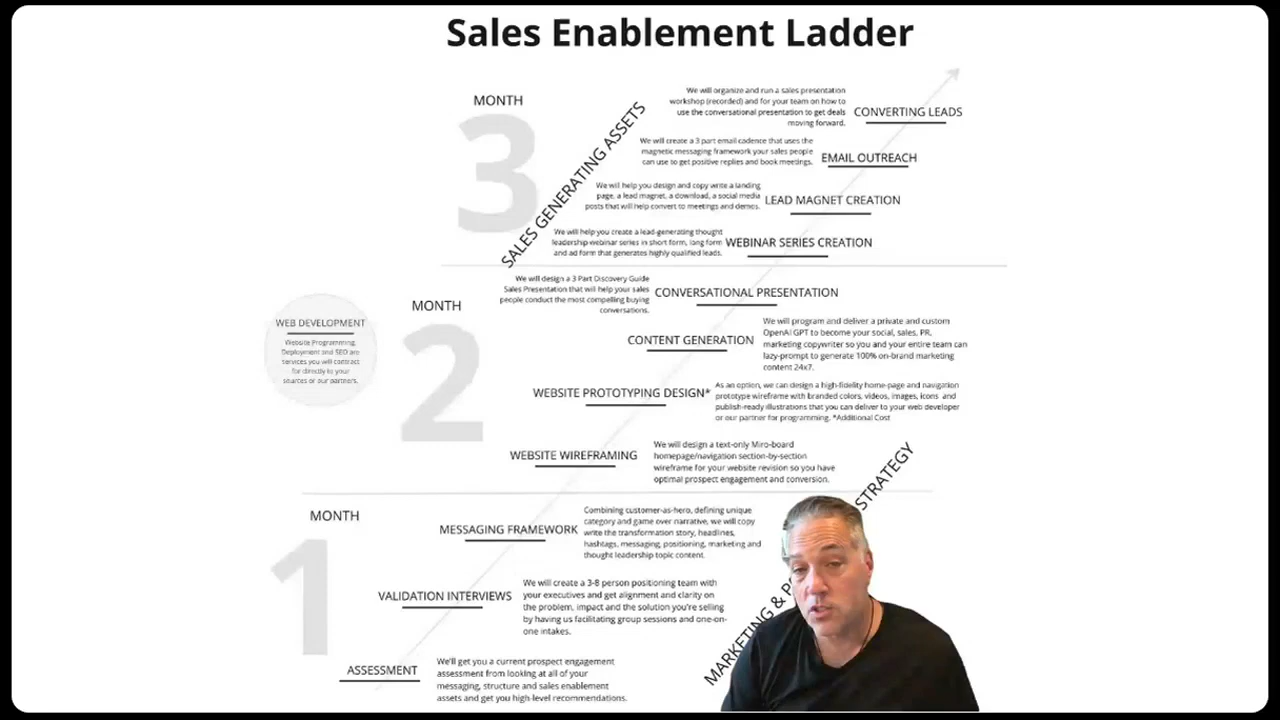 Sales Enablement Ladder
MONTH
3
SALES GENERATING ASSETS
We will organize and run a sales presentation
workshop (recorded) and for your team on how to
use the conversational presentation to get deals
moving forward.
CONVERTING LEADS
We will create a 3 part email cadence that uses the
magnetic messaging framework your sales people
can use to get positive replies and book meetings.
EMAIL OUTREACH
We will help you design and copy write a landing
page, a lead magnet, a download, a social media
posts that will help convert to meetings and demos.
LEAD MAGNET CREATION
We will help you create a lead-generating thought
leadership webinar series in short form, long form
and ad form that generates highly qualified leads.
WEBINAR SERIES CREATION
MONTH
2
We will design a 3 Part Discovery Guide
Sales Presentation that will help your sales
people conduct the most compelling buying
conversations.
CONVERSATIONAL PRESENTATION
CONTENT GENERATION
We will program and deliver a private and custom
OpenAI GPT to become your social, sales, PR,
marketing copywriter so you and your entire team can
lazy-prompt to generate 100% on-brand marketing
content 24x7.
WEB DEVELOPMENT
Website Programming,
Deployment and SEO are
services you will contract
for directly to your
sources or our partners.
WEBSITE PROTOTYPING DESIGN*
As an option, we can design a high-fidelity home-page and navigation
prototype wireframe with branded colors, videos, images, icons and
publish-ready illustrations that you can deliver to your web developer
or our partner for programming. *Additional Cost
WEBSITE WIREFRAMING
We will design a text-only Miro-board
homepage/navigation section-by-section
wireframe for your website revision so you have
optimal prospect engagement and conversion.
MONTH
1
MARKETING & P STRATEGY
MESSAGING FRAMEWORK
Combining customer-as-hero, defining unique
category and game over narrative, we will copy
write the transformation story, headlines,
hashtags, messaging, positioning, marketing and
thought leadership topic content.
VALIDATION INTERVIEWS
We will create a 3-8 person positioning team with
your executives and get alignment and clarity on
the problem, impact and the solution you're selling
by having us facilitating group sessions and one-on-
one intakes.
ASSESSMENT
We'll get you a current prospect engagement
assessment from looking at all of your
messaging, structure and sales enablement
assets and get you high-level recommendations.